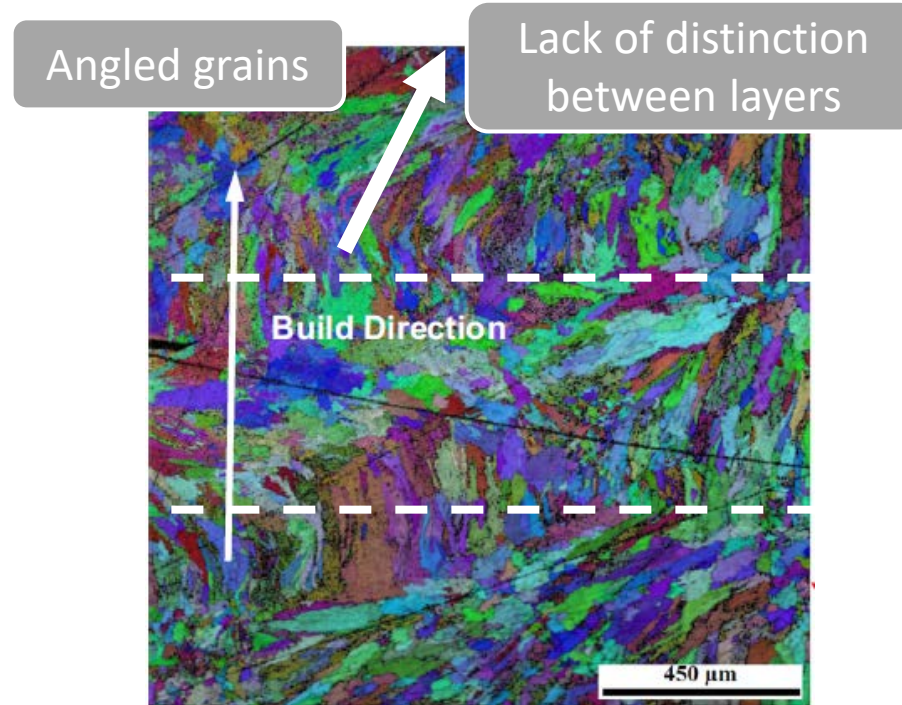 Angled grains
Lack of distinction
between layers
Build Direction
450 µm